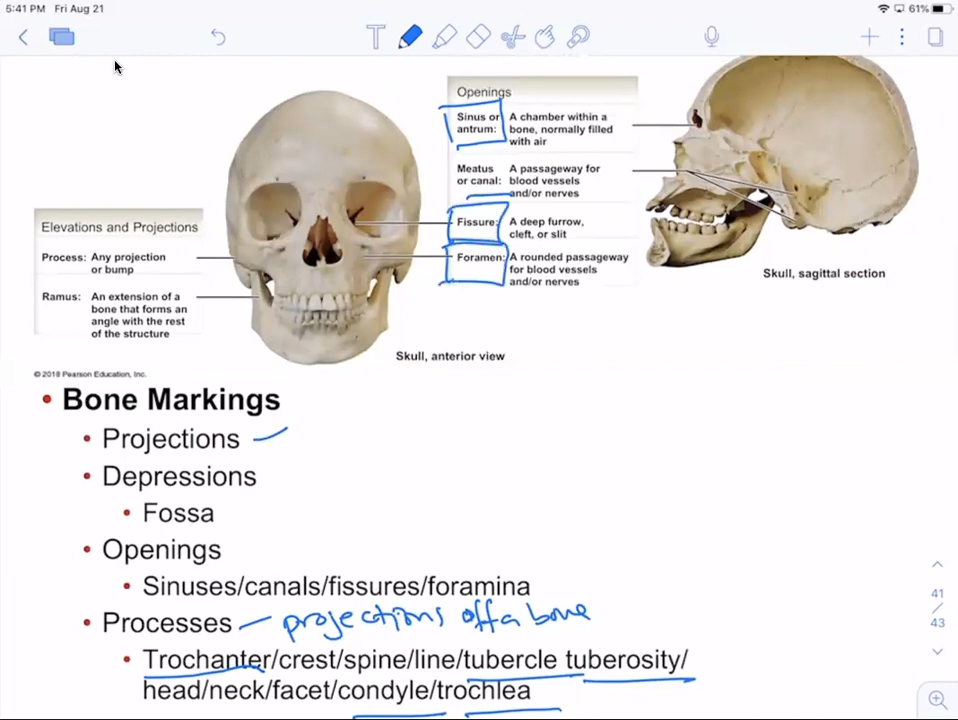 5:41 PM Fri Aug 21
61%
T
Openings
Sinus or antrum: A chamber within a
bone, normally filled
with air
Meatus or canal: A passageway for
blood vessels
and/or nerves
Fissure: A deep furrow,
cleft, or slit
Foramen: A rounded passageway
for blood vessels
and/or nerves
Elevations and Projections
Process: Any projection
or bump
Ramus: An extension of a
bone that forms an
angle with the rest
of the structure
Skull, sagittal section
Skull, anterior view
© 2018 Pearson Education, Inc.
• Bone Markings
• Projections
• Depressions
• Fossa
• Openings
• Sinuses/canals/fissures/foramina
• Processes - projections off a bone
• Trochanter/crest/spine/line/tubercle tuberosity/
head/neck/facet/condyle/trochlea
41
/
43